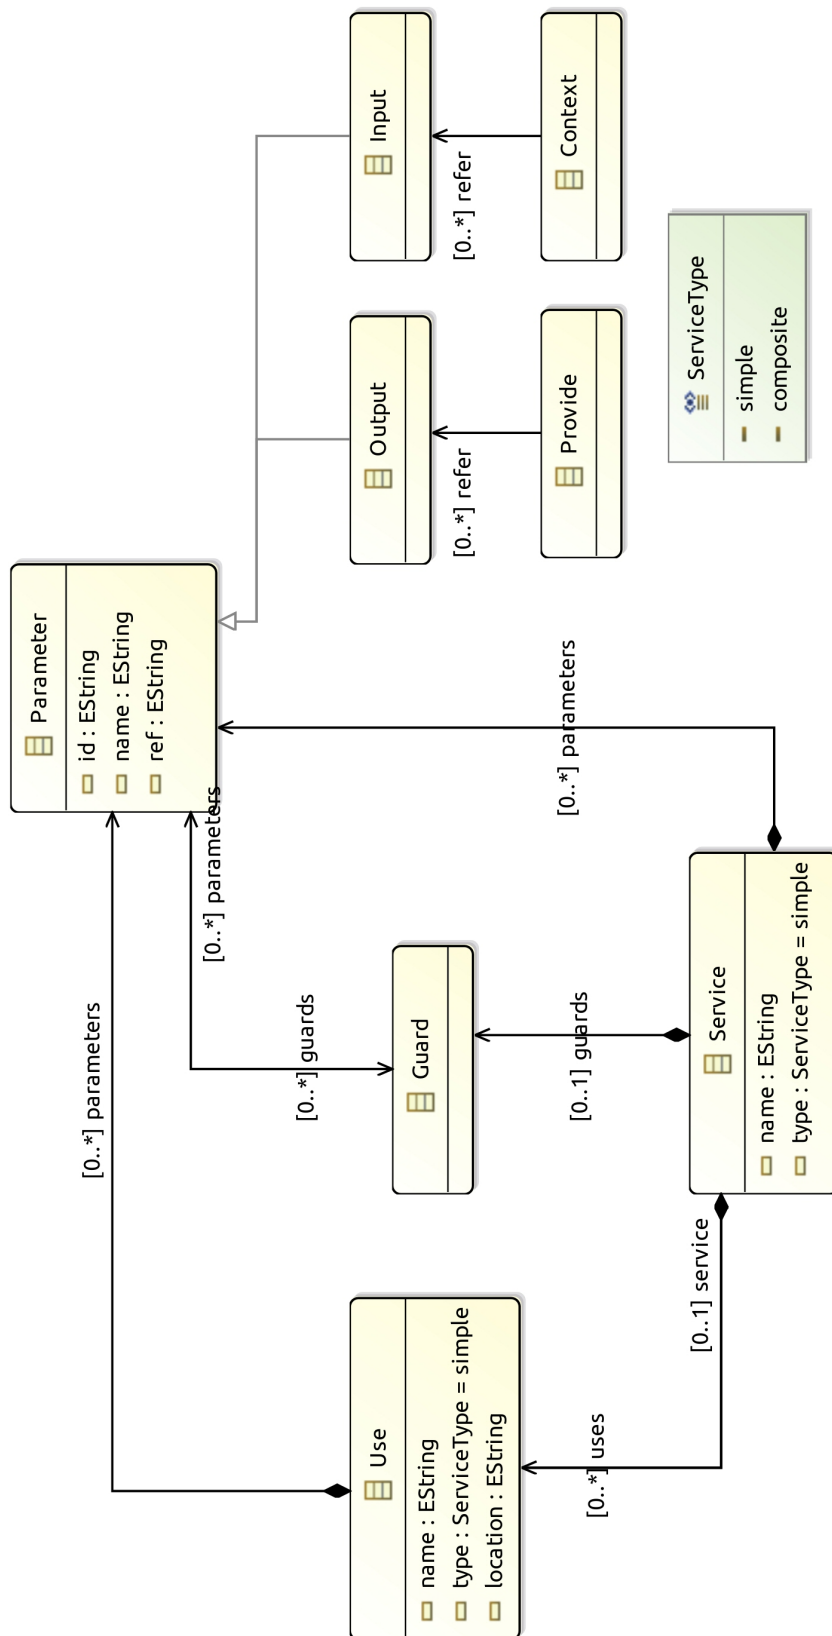 Parameter
id : EString
name : EString
ref : EString
[0..*] parameters
[0..*] parameters
[0..*] guards
Use
name : EString
type : ServiceType = simple
location : EString
Guard
Output
Input
[0..*] refer
[0..*] refer
Provide
Context
[0..*] uses
[0..1] guards
[0..*] parameters
[0..1] service
Service
name : EString
type : ServiceType = simple
ServiceType
simple
composite